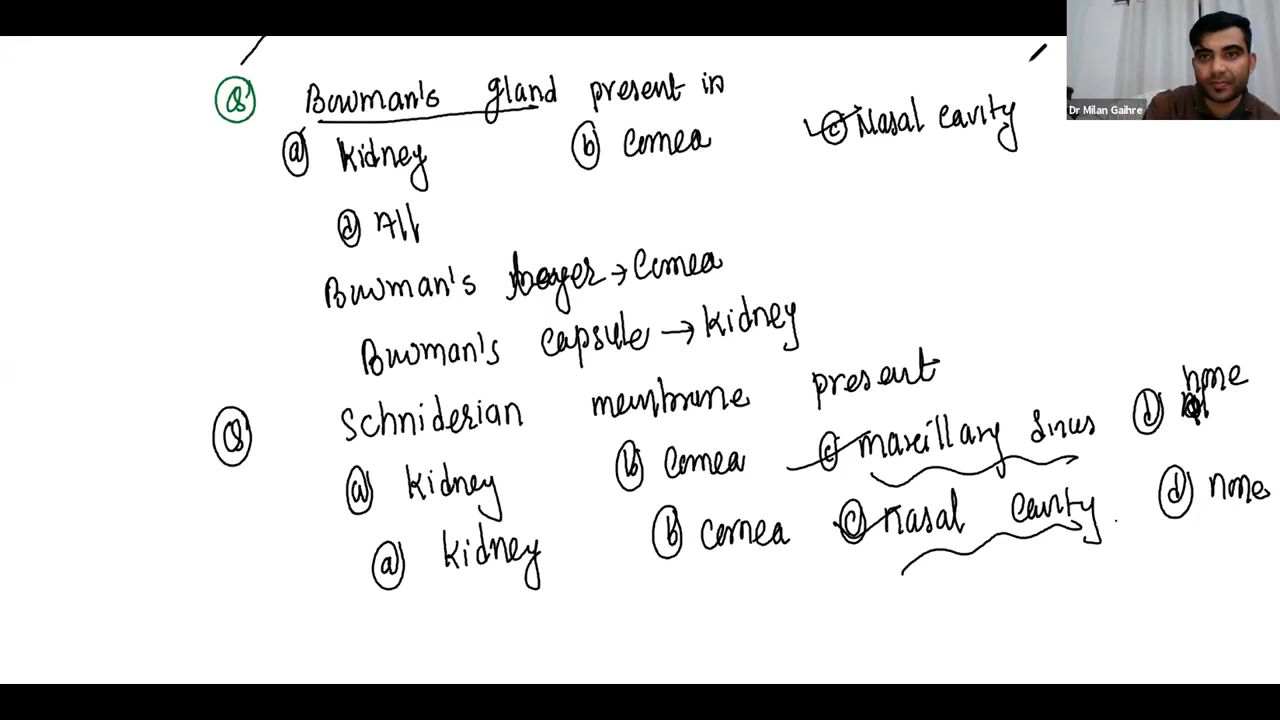 Q Bowman's gland present in
a Kidney b Cornea c Nasal cavity
d All
Bowman's layer → Cornea
Bowman's capsule → Kidney
Q Schniderian membrane present
a Kidney b Cornea c maxillary sinus d none
a Kidney b Cornea c Nasal cavity d none
Dr Milan Gaihre